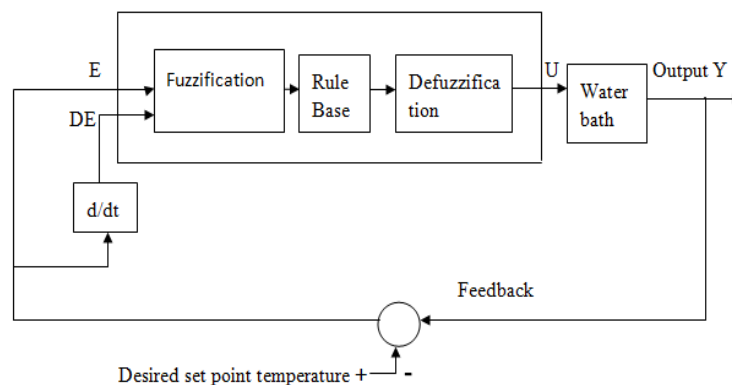 E
Fuzzification
Rule
Base
Defuzzifica
tion
U
Water
bath
Output Y
DE
d/dt
Feedback
Desired set point temperature + -